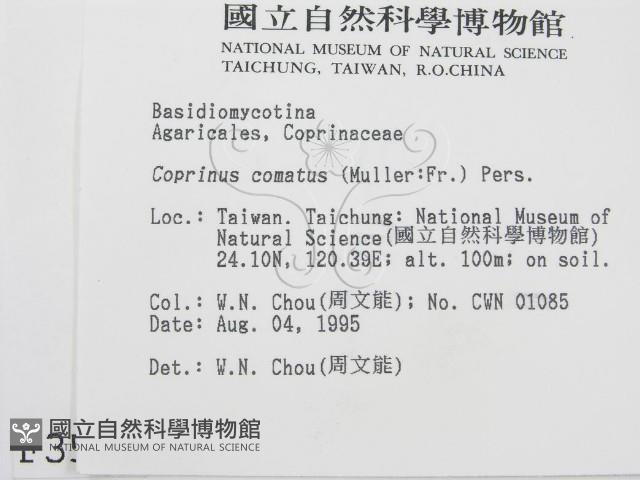 國立自然科學博物館
NATIONAL MUSEUM OF NATURAL SCIENCE
TAICHUNG, TAIWAN, R.O.CHINA
Basidiomycotina
Agaricales, Coprinaceae
Coprinus comatus (Muller:Fr.) Pers.
Loc.: Taiwan. Taichung: National Museum of
Natural Science(國立自然科學博物館)
24.10N, 120.39E; alt. 100m; on soil.
Col.: W.N. Chou(周文能); No. CWN 01085
Date: Aug. 04, 1995
Det.: W.N. Chou(周文能)
國立自然科學博物館
NATIONAL MUSEUM OF NATURAL SCIENCE